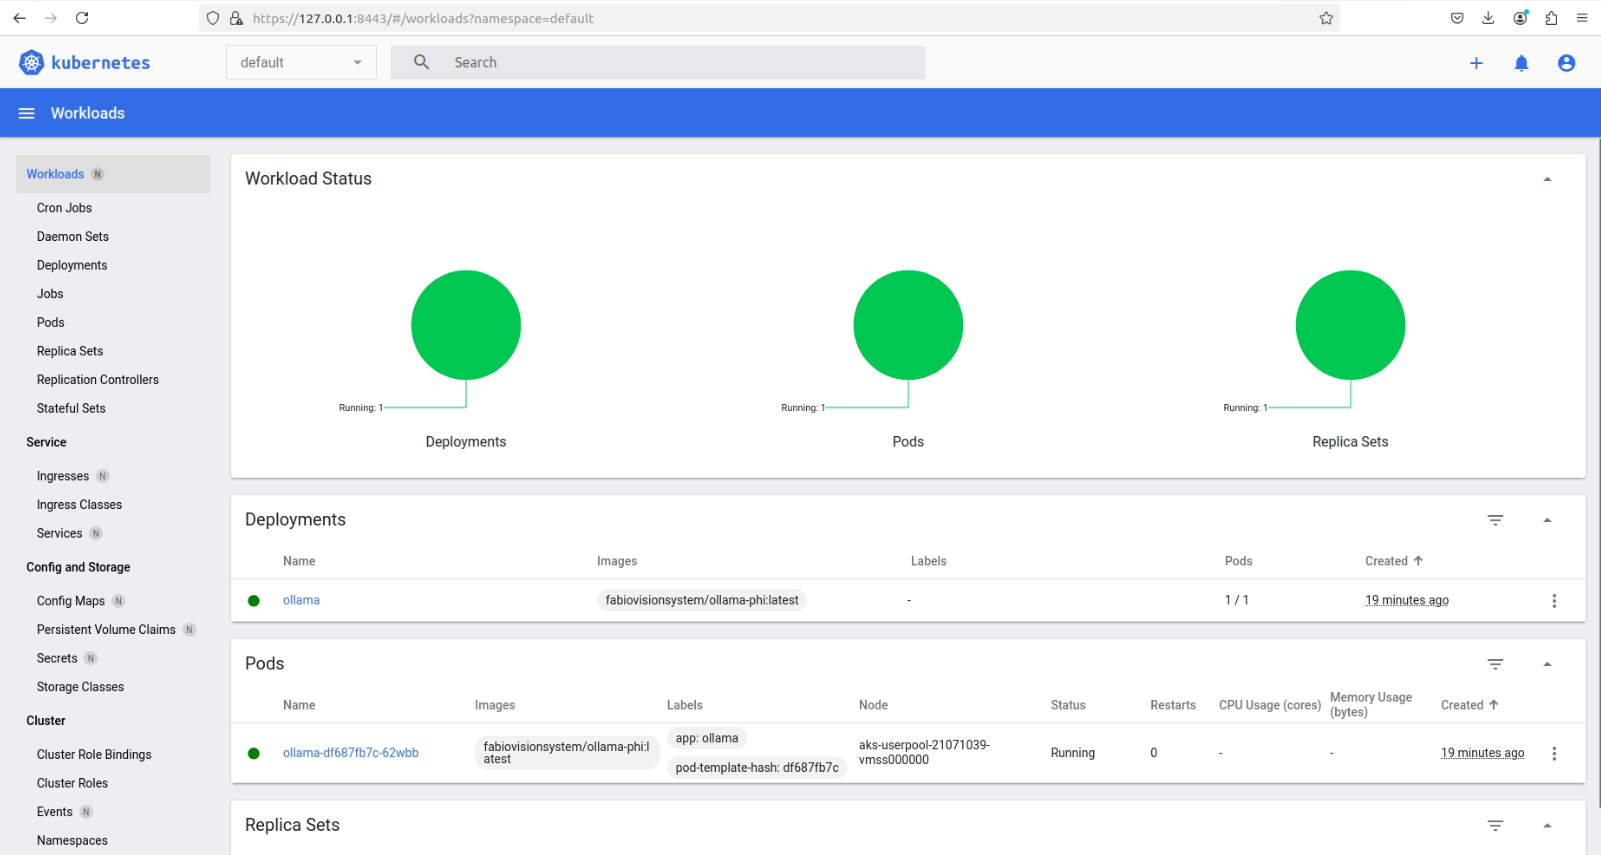 https://127.0.0.1:8443/#/workloads?namespace=default
kubernetes
default
Search
Workloads
Workloads N
Cron Jobs
Daemon Sets
Deployments
Jobs
Pods
Replica Sets
Replication Controllers
Stateful Sets
Service
Ingresses N
Ingress Classes
Services N
Config and Storage
Config Maps N
Persistent Volume Claims N
Secrets N
Storage Classes
Cluster
Cluster Role Bindings
Cluster Roles
Events N
Namespaces
Workload Status
Running: 1
Deployments
Running: 1
Pods
Running: 1
Replica Sets
Deployments
Name Images Labels Pods Created
ollama fabiovisionsystem/ollama-phi:latest - 1 / 1 19 minutes ago
Pods
Name Images Labels Node Status Restarts CPU Usage (cores) Memory Usage (bytes) Created
ollama-df687fb7c-62wbb
fabiovisionsystem/ollama-phi:l
atest
app: ollama
pod-template-hash: df687fb7c
aks-userpool-21071039-
vmss000000
Running 0 - - 19 minutes ago
Replica Sets